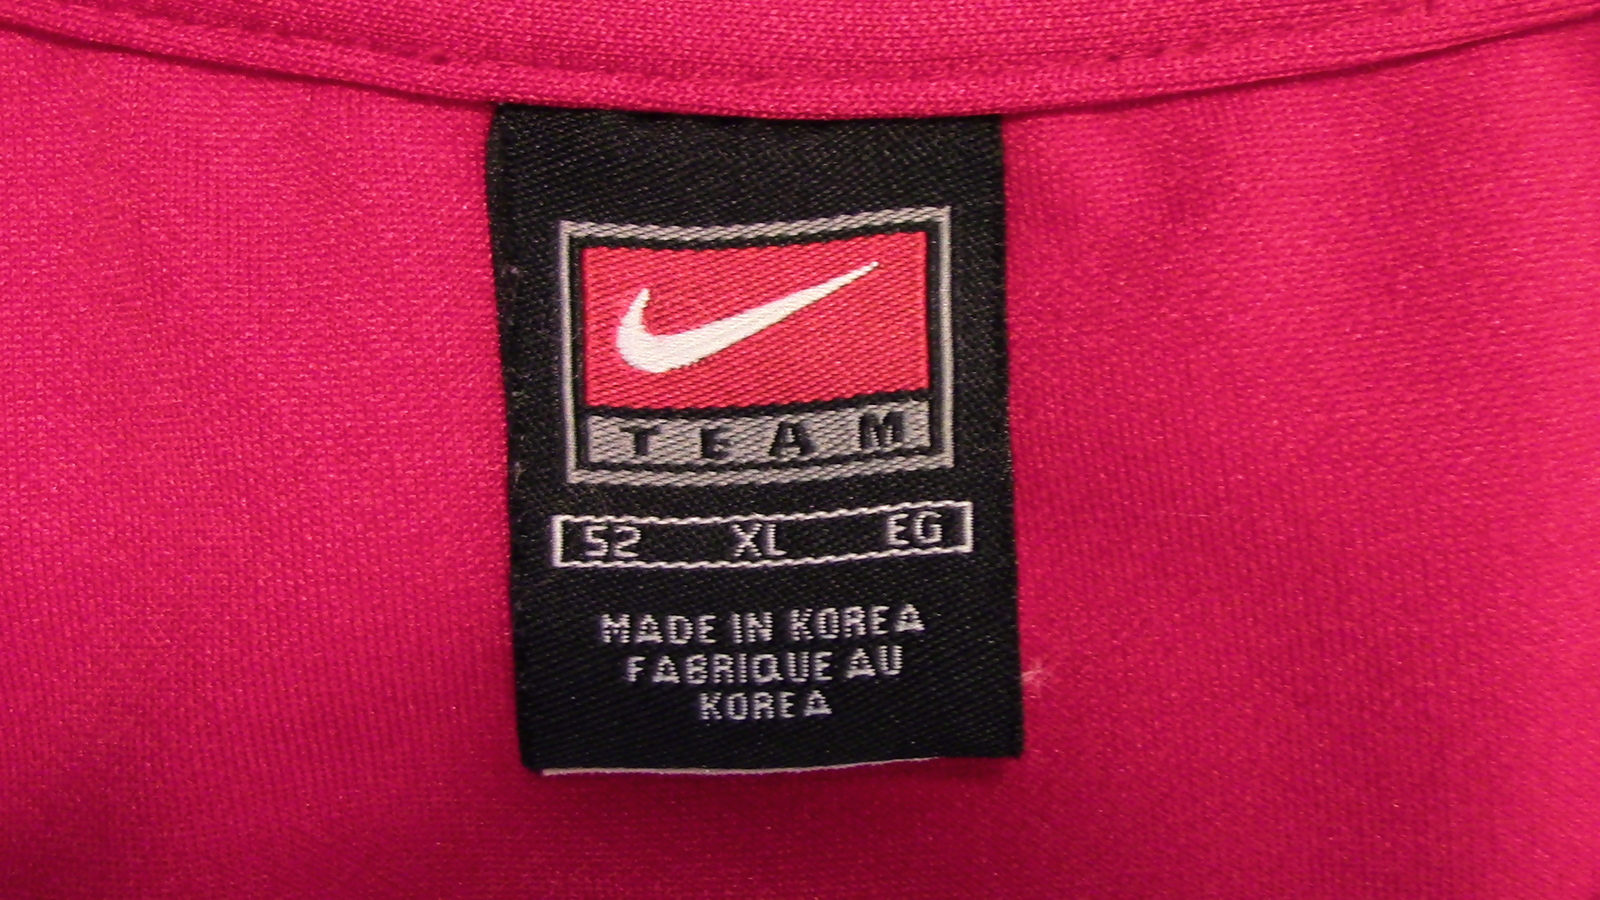 TEAM
52 XL EG
MADE IN KOREA
FABRIQUE AU
KOREA